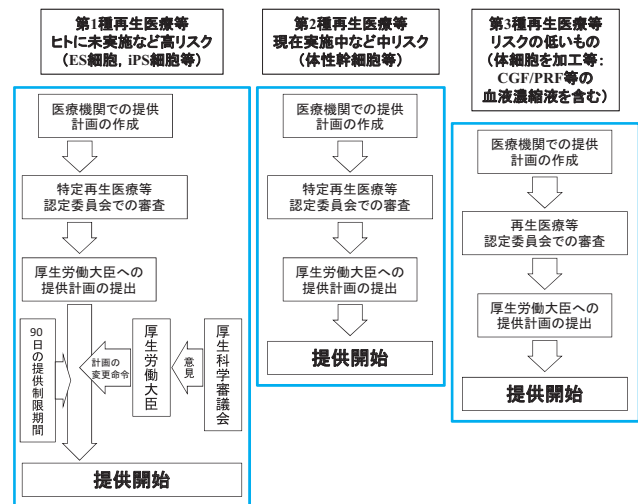 第1種再生医療等
ヒトに未実施など高リスク
(ES細胞, iPS細胞等)
医療機関での提供
計画の作成
特定再生医療等
認定委員会での審査
厚生労働大臣への
提供計画の提出
90日の提供制限期間
計画の
変更命令
厚生労働大臣
意見
厚生科学審議会
提供開始
第2種再生医療等
現在実施中など中リスク
(体性幹細胞等)
医療機関での提供
計画の作成
特定再生医療等
認定委員会での審査
厚生労働大臣への
提供計画の提出
提供開始
第3種再生医療等
リスクの低いもの
(体細胞を加工等:
CGF/PRF等の
血液濃縮液を含む)
医療機関での提供
計画の作成
再生医療等
認定委員会での審査
厚生労働大臣への
提供計画の提出
提供開始